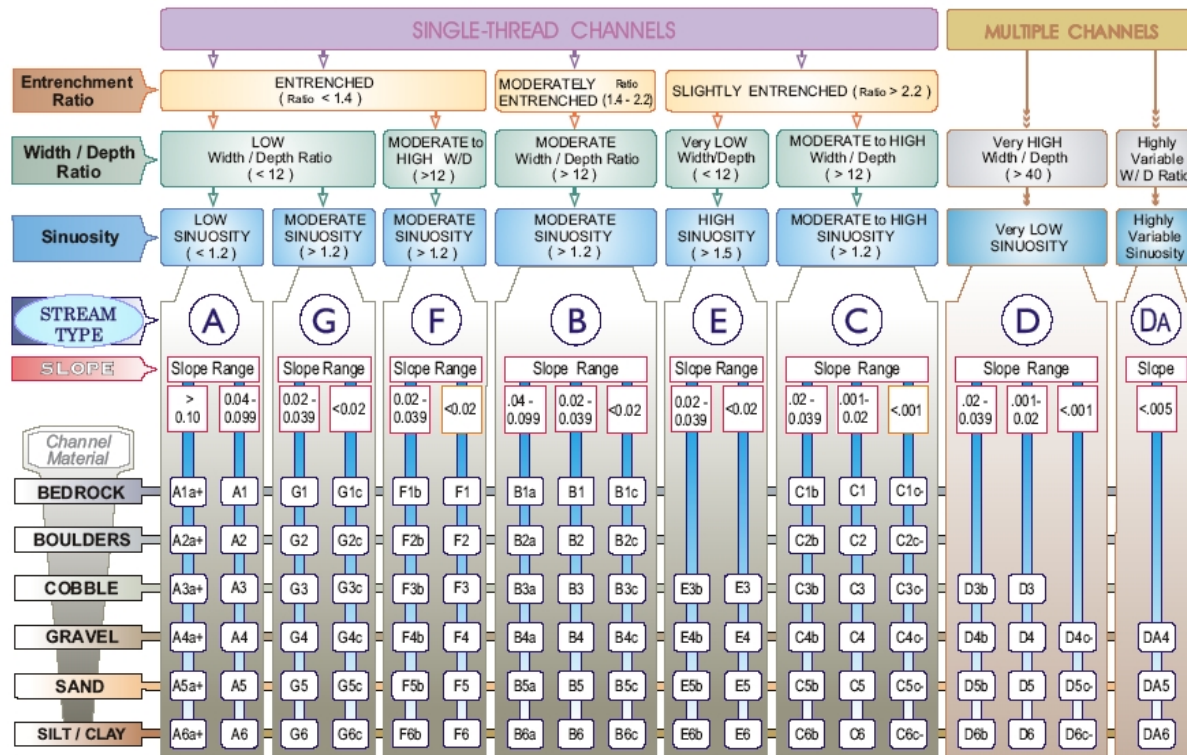 SINGLE-THREAD CHANNELS
MULTIPLE CHANNELS
Entrenchment
Ratio
ENTRENCHED
( Ratio < 1.4 )
MODERATELY Ratio
ENTRENCHED (1.4 - 2.2)
SLIGHTLY ENTRENCHED ( Ratio > 2.2 )
Width / Depth
Ratio
LOW
Width / Depth Ratio
( < 12 )
MODERATE to
HIGH W/D
( >12 )
MODERATE
Width / Depth Ratio
( > 12 )
Very LOW
Width/Depth
( < 12 )
MODERATE to HIGH
Width / Depth
( > 12 )
Very HIGH
Width / Depth
( > 40 )
Highly
Variable
W/ D Ratio
Sinuosity
LOW
SINUOSITY
( < 1.2 )
MODERATE
SINUOSITY
( > 1.2 )
MODERATE
SINUOSITY
( > 1.2 )
MODERATE
SINUOSITY
( > 1.2 )
HIGH
SINUOSITY
( > 1.5 )
MODERATE to HIGH
SINUOSITY
( > 1.2 )
Very LOW
SINUOSITY
Highly
Variable
Sinuosity
STREAM
TYPE
A G F B E C D DA
SLOPE
Slope Range Slope Range Slope Range Slope Range Slope Range Slope Range Slope Range Slope
>
0.10
0.04 -
0.099
0.02 -
0.039
<0.02
0.02 -
0.039
<0.02
.04 -
0.099
0.02 -
0.039
<0.02
0.02 -
0.039
<0.02
.02 -
0.039
.001-
0.02
<.001
.02 -
0.039
.001-
0.02
<.001
<.005
Channel
Material
BEDROCK A1a+ A1 G1 G1c F1b F1 B1a B1 B1c C1b C1 C1c-
BOULDERS A2a+ A2 G2 G2c F2b F2 B2a B2 B2c C2b C2 C2c-
COBBLE A3a+ A3 G3 G3c F3b F3 B3a B3 B3c E3b E3 C3b C3 C3c- D3b D3
GRAVEL A4a+ A4 G4 G4c F4b F4 B4a B4 B4c E4b E4 C4b C4 C4c- D4b D4 D4c- DA4
SAND A5a+ A5 G5 G5c F5b F5 B5a B5 B5c E5b E5 C5b C5 C5c- D5b D5 D5c- DA5
SILT / CLAY A6a+ A6 G6 G6c F6b F6 B6a B6 B6c E6b E6 C6b C6 C6c- D6b D6 D6c- DA6